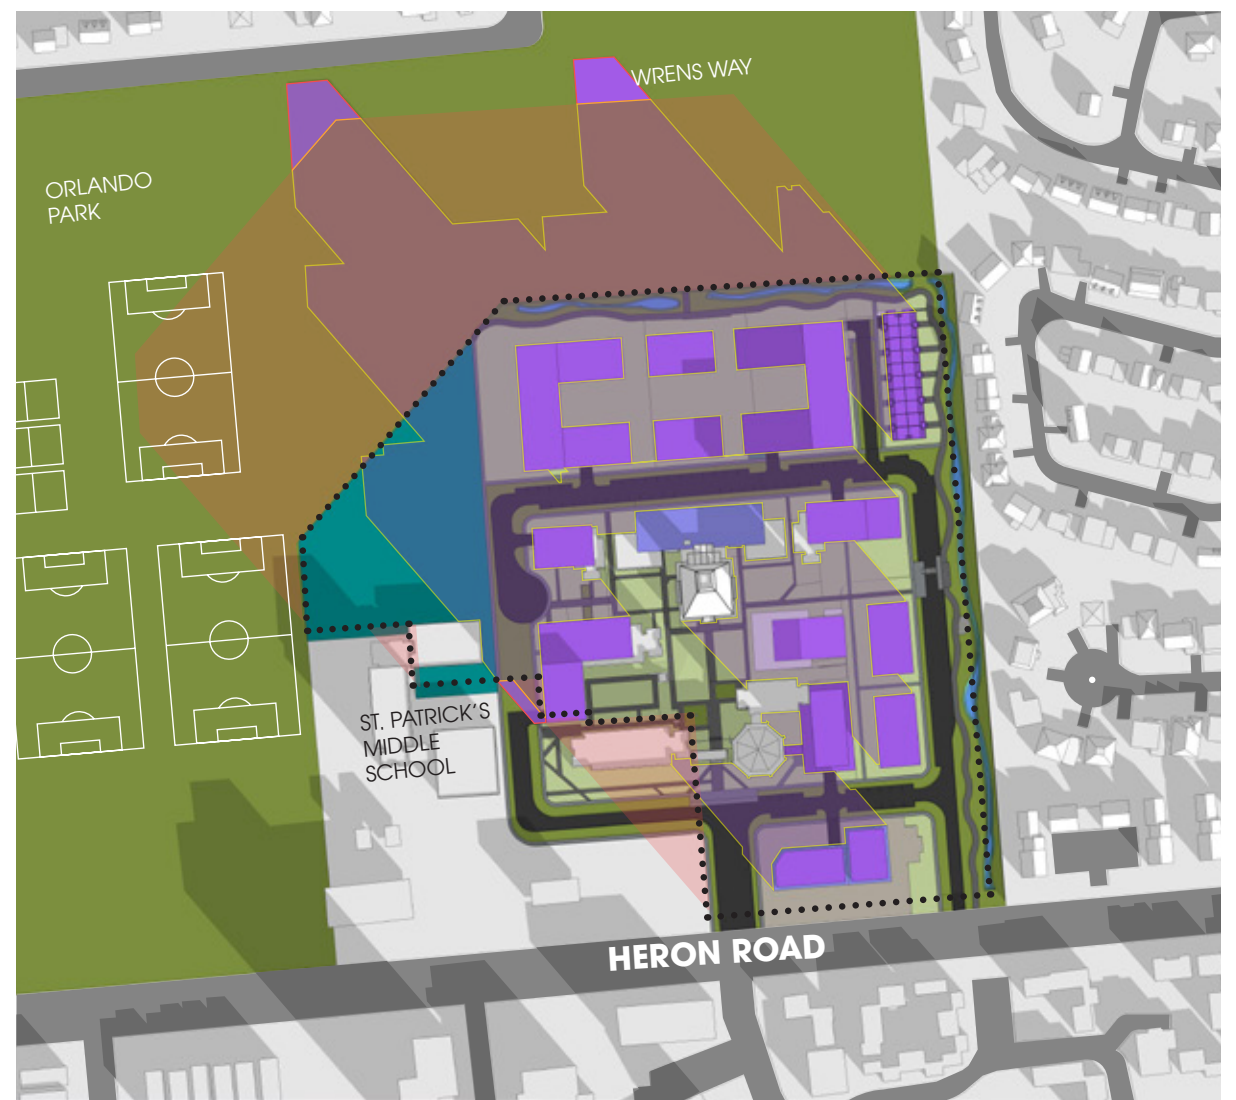 WRENS WAY
ORLANDO
PARK
ST. PATRICK'S
MIDDLE
SCHOOL
HERON ROAD